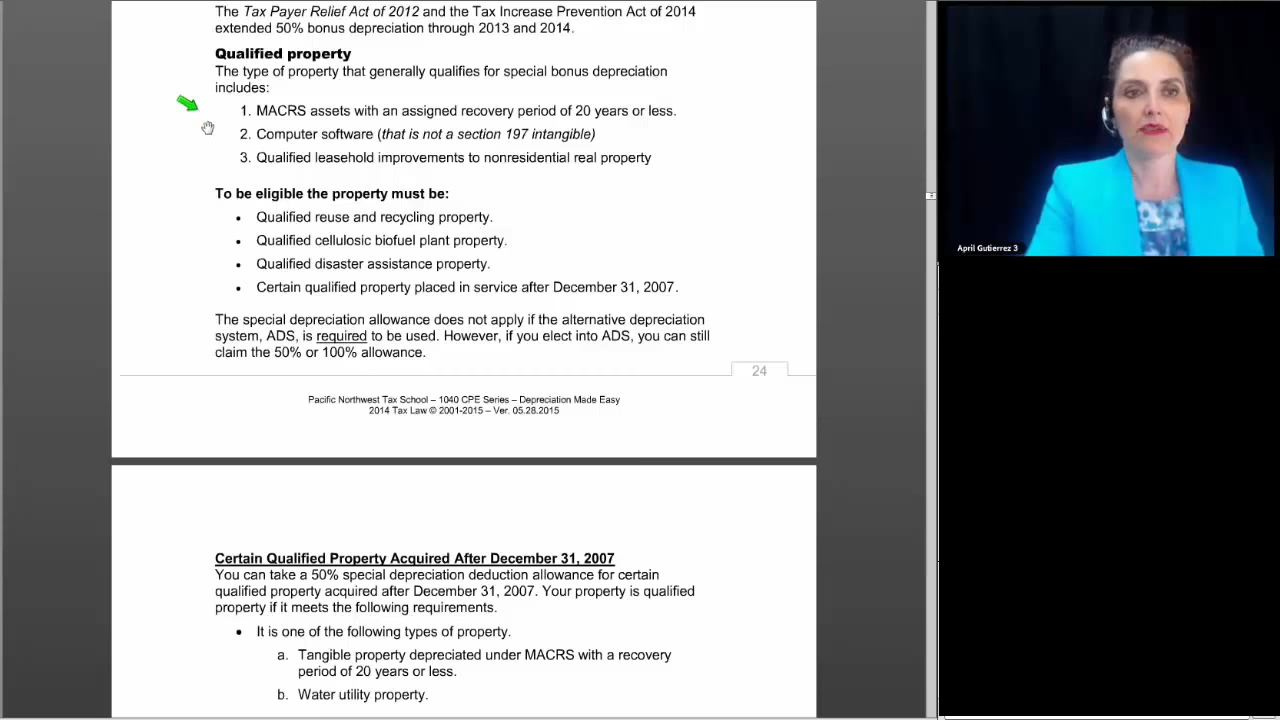 The Tax Payer Relief Act of 2012 and the Tax Increase Prevention Act of 2014
extended 50% bonus depreciation through 2013 and 2014.
Qualified property
The type of property that generally qualifies for special bonus depreciation
includes:
1. MACRS assets with an assigned recovery period of 20 years or less.
2. Computer software (that is not a section 197 intangible)
3. Qualified leasehold improvements to nonresidential real property
To be eligible the property must be:
• Qualified reuse and recycling property.
• Qualified cellulosic biofuel plant property.
• Qualified disaster assistance property.
• Certain qualified property placed in service after December 31, 2007.
The special depreciation allowance does not apply if the alternative depreciation
system, ADS, is required to be used. However, if you elect into ADS, you can still
claim the 50% or 100% allowance.
24
Pacific Northwest Tax School – 1040 CPE Series – Depreciation Made Easy
2014 Tax Law © 2001-2015 – Ver. 05.28.2015
Certain Qualified Property Acquired After December 31, 2007
You can take a 50% special depreciation deduction allowance for certain
qualified property acquired after December 31, 2007. Your property is qualified
property if it meets the following requirements.
• It is one of the following types of property.
a. Tangible property depreciated under MACRS with a recovery
period of 20 years or less.
b. Water utility property.
April Gutierrez 3